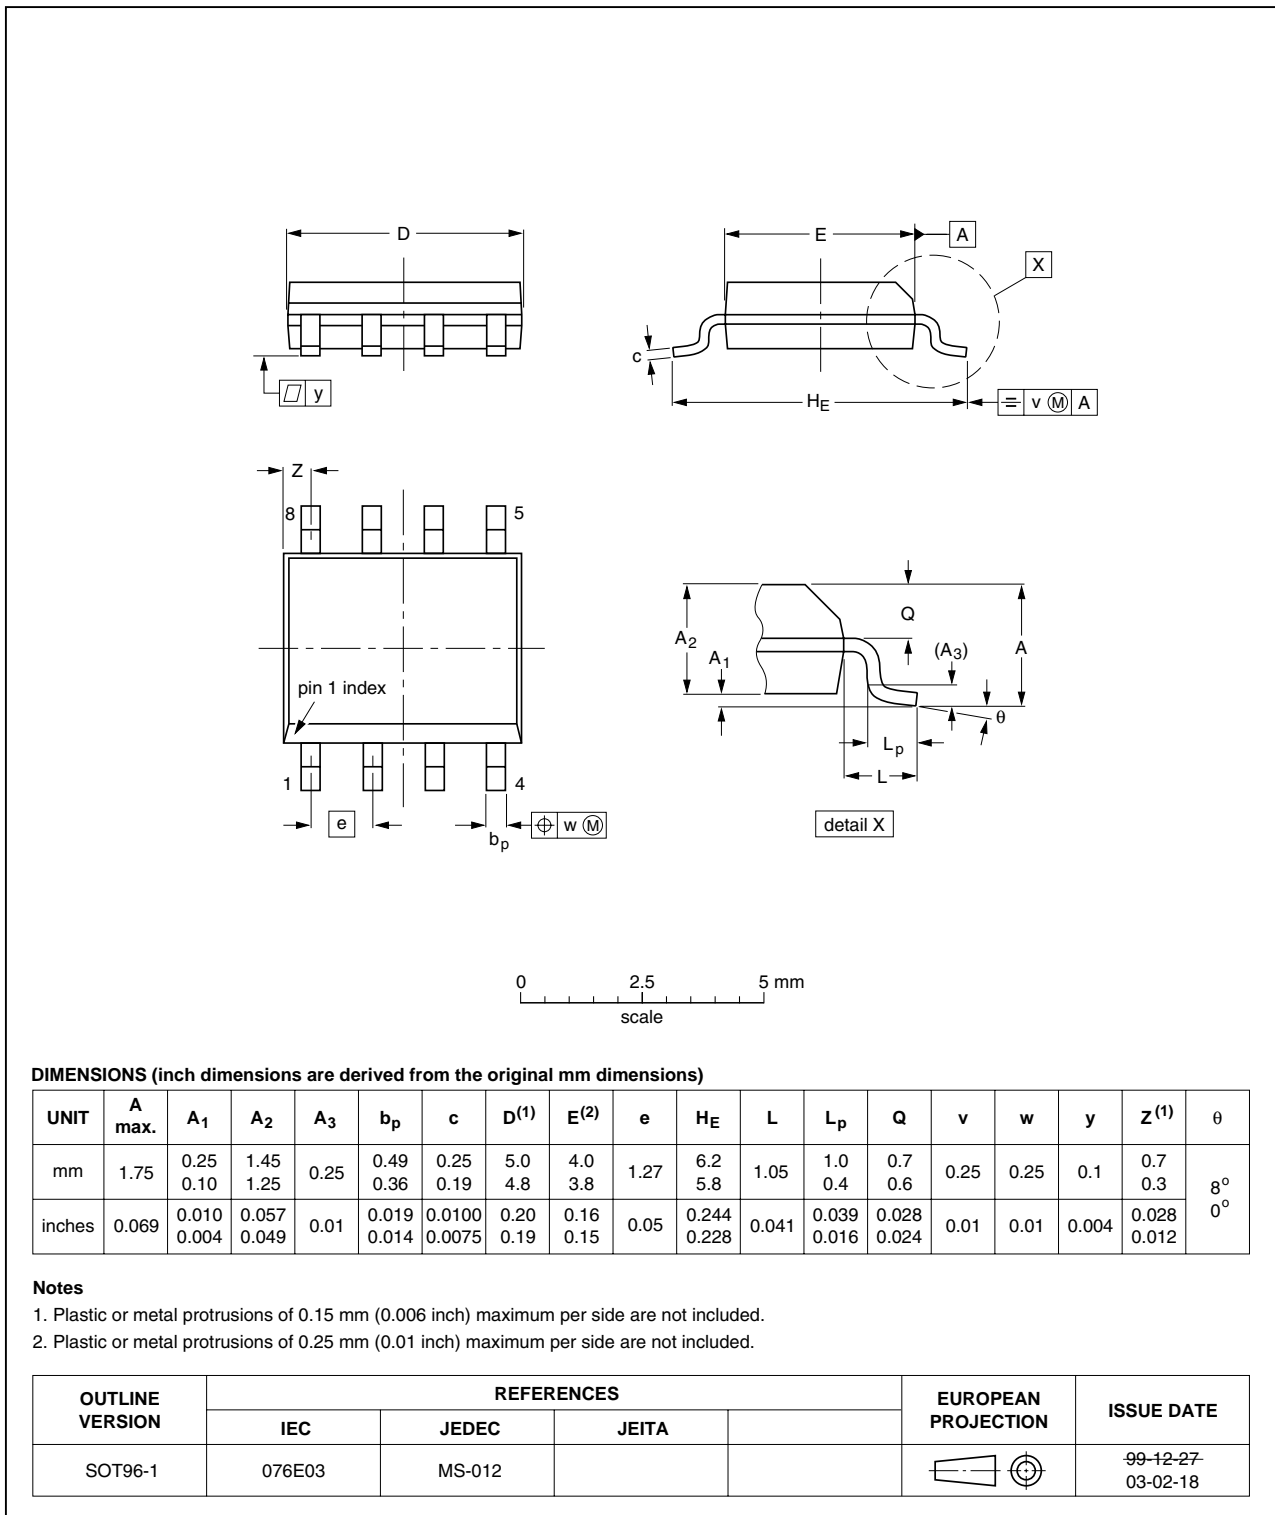 D
E
A
X
c
y
HE
v Ⓜ A
Z
8
5
pin 1 index
1
4
e
bp
w Ⓜ
A2
A1
Q
(A3)
A
θ
Lp
L
detail X
0 2.5 5 mm
scale
DIMENSIONS (inch dimensions are derived from the original mm dimensions)
UNIT A max. A1 A2 A3 bp c D(1) E(2) e HE L Lp Q v w y Z(1) θ
mm 1.75 0.25 0.10 1.45 1.25 0.25 0.49 0.36 0.25 0.19 5.0 4.8 4.0 3.8 1.27 6.2 5.8 1.05 1.0 0.4 0.7 0.6 0.25 0.25 0.1 0.7 0.3 8° 0°
inches 0.069 0.010 0.004 0.057 0.049 0.01 0.019 0.014 0.0100 0.0075 0.20 0.19 0.16 0.15 0.05 0.244 0.228 0.041 0.039 0.016 0.028 0.024 0.01 0.01 0.004 0.028 0.012
Notes
1. Plastic or metal protrusions of 0.15 mm (0.006 inch) maximum per side are not included.
2. Plastic or metal protrusions of 0.25 mm (0.01 inch) maximum per side are not included.
OUTLINE VERSION REFERENCES EUROPEAN PROJECTION ISSUE DATE
IEC JEDEC JEITA
SOT96-1 076E03 MS-012 99-12-27
03-02-18